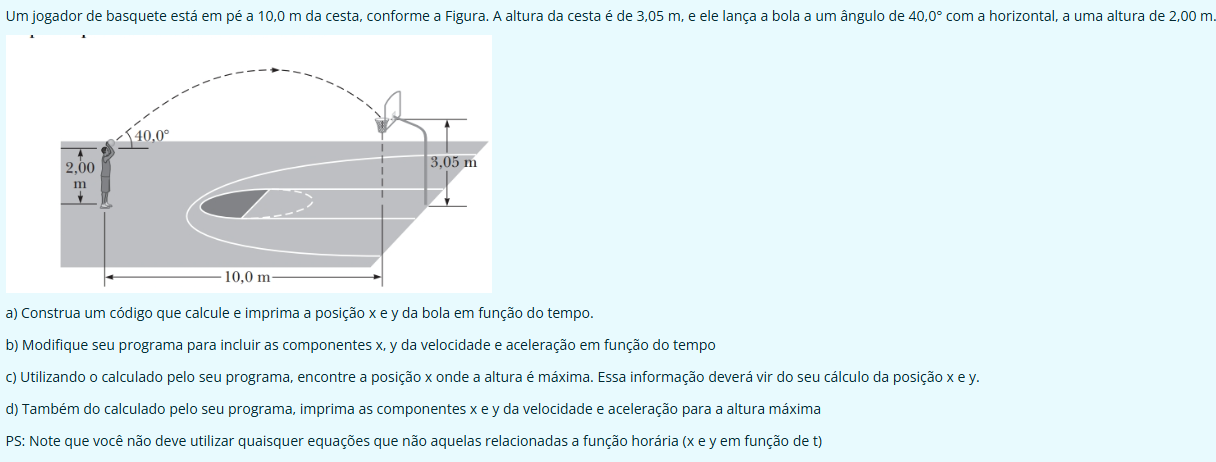 Um jogador de basquete está em pé a 10,0 m da cesta, conforme a Figura. A altura da cesta é de 3,05 m, e ele lança a bola a um ângulo de 40,0° com a horizontal, a uma altura de 2,00 m.
40,0°
2,00
m
3,05 m
10,0 m
a) Construa um código que calcule e imprima a posição x e y da bola em função do tempo.
b) Modifique seu programa para incluir as componentes x, y da velocidade e aceleração em função do tempo
c) Utilizando o calculado pelo seu programa, encontre a posição x onde a altura é máxima. Essa informação deverá vir do seu cálculo da posição x e y.
d) Também do calculado pelo seu programa, imprima as componentes x e y da velocidade e aceleração para a altura máxima
PS: Note que você não deve utilizar quaisquer equações que não aquelas relacionadas a função horária (x e y em função de t)